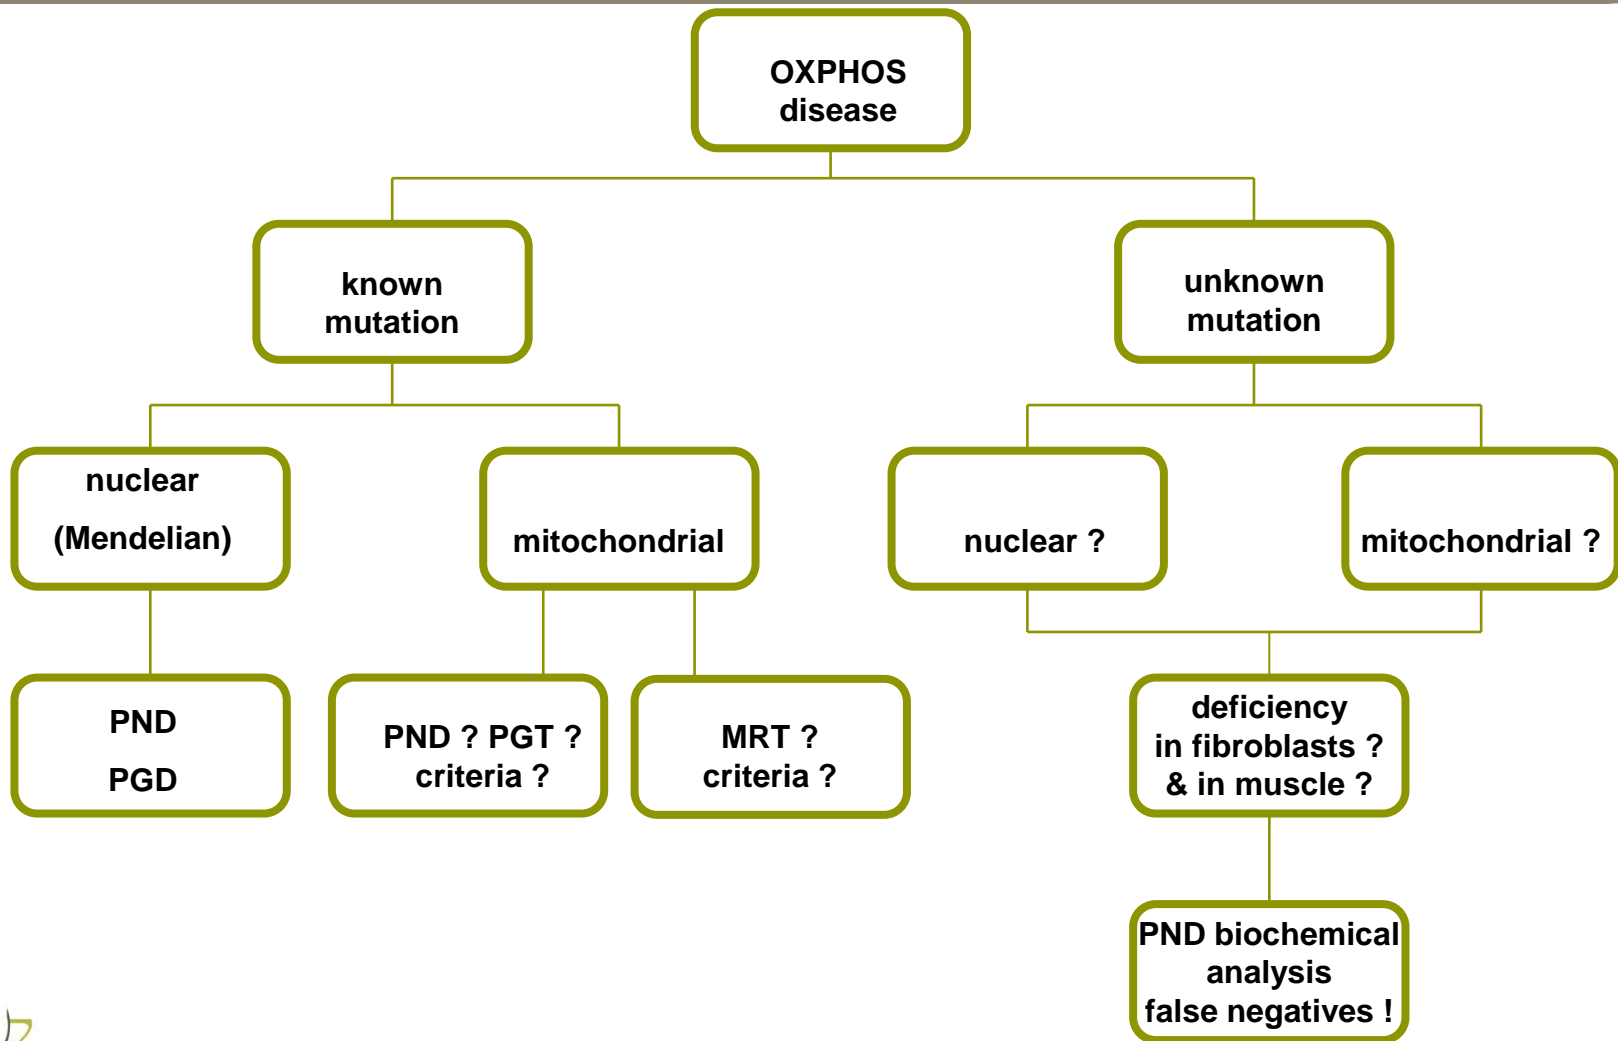 OXPHOS
disease
known
mutation
unknown
mutation
nuclear
(Mendelian)
mitochondrial
nuclear ?
mitochondrial ?
PND
PGD
PND ? PGT ?
criteria ?
MRT ?
criteria ?
deficiency
in fibroblasts ?
& in muscle ?
PND biochemical
analysis
false negatives !